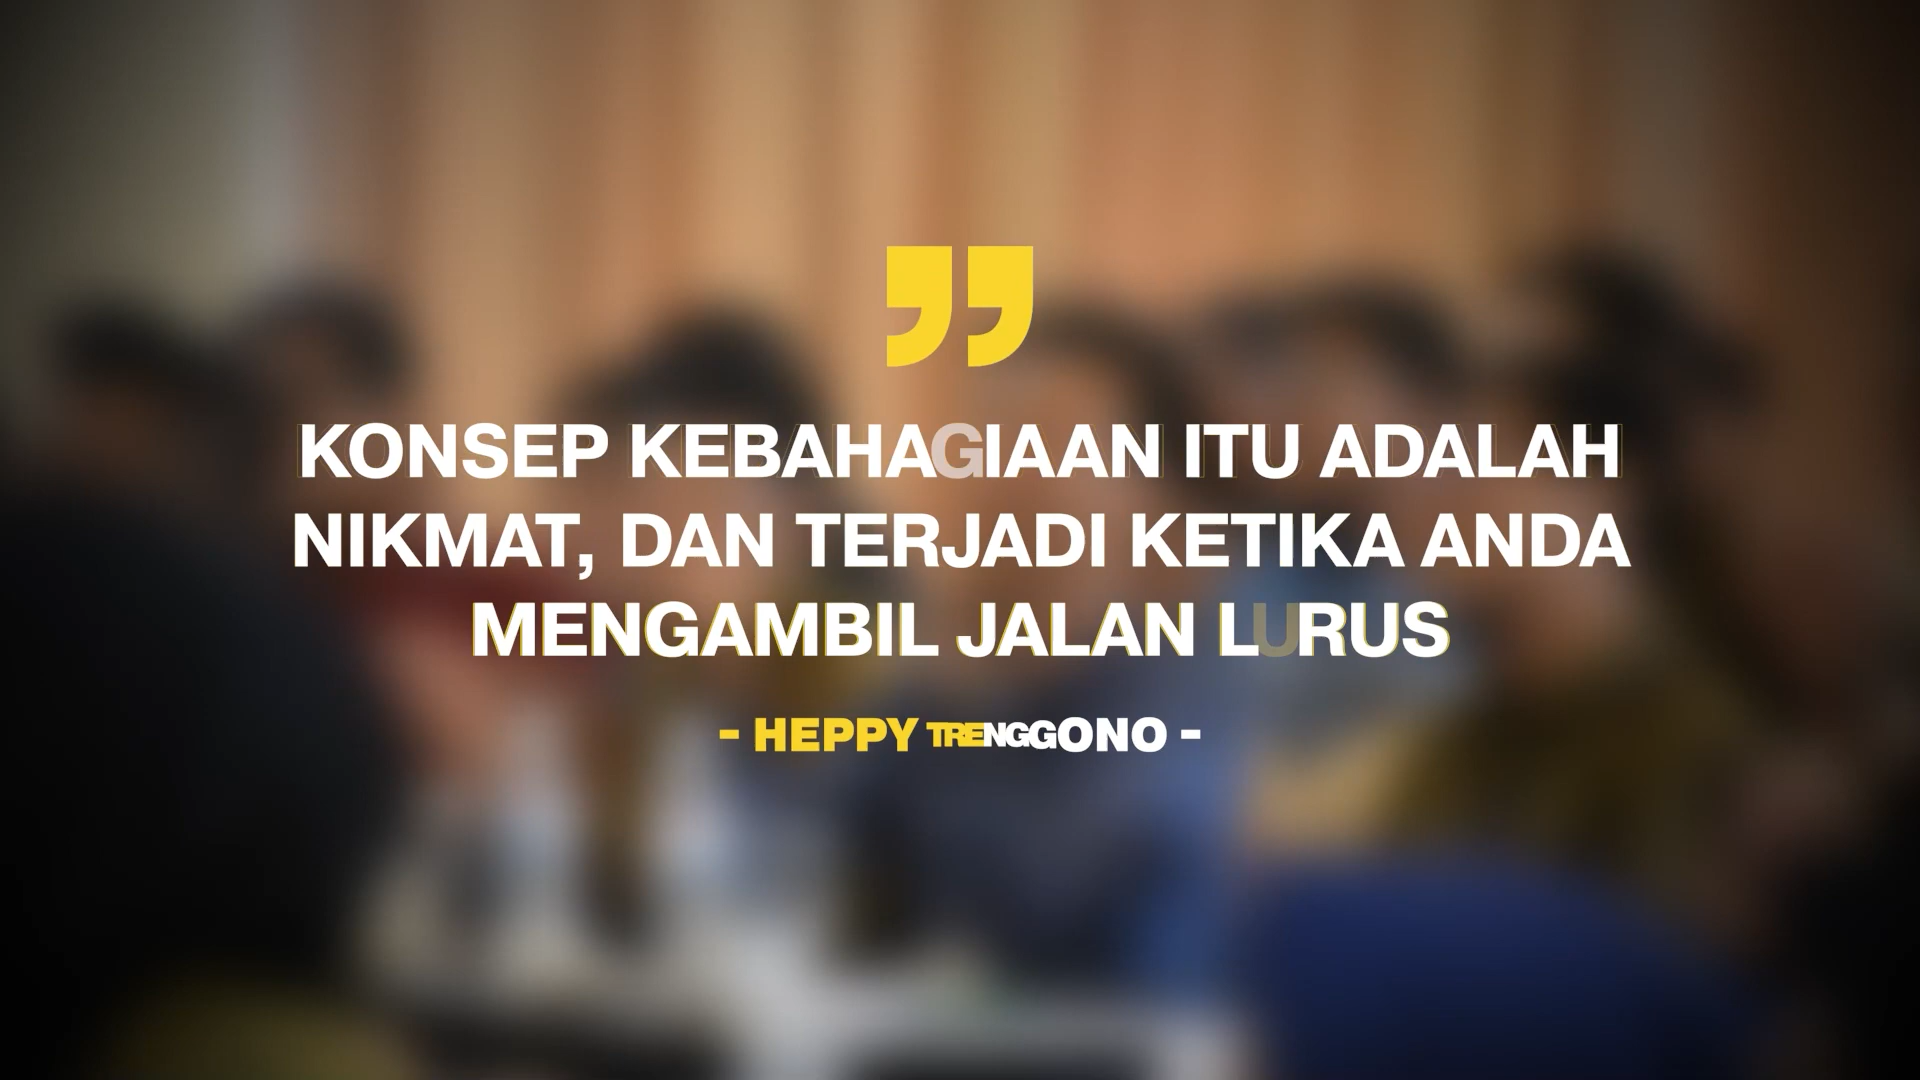 KONSEP KEBAHAGIAAN ITU ADALAH
NIKMAT, DAN TERJADI KETIKA ANDA
MENGAMBIL JALAN LURUS
- HEPPY TRENGGONO -